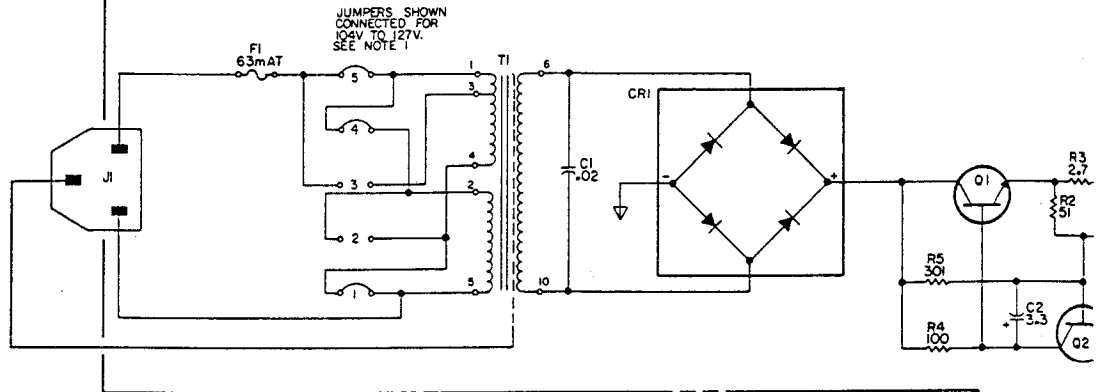 JUMPERS SHOWN
CONNECTED FOR
104V TO 127V.
SEE NOTE 1
F1
63mAT
5
4
3
2
1
T1
1
3
4
2
5
6
10
J1
C1
.02
CR1
-
+
Q1
R3
2.7
R2
51
R5
301
R4
100
+
C2
3.3
Q2